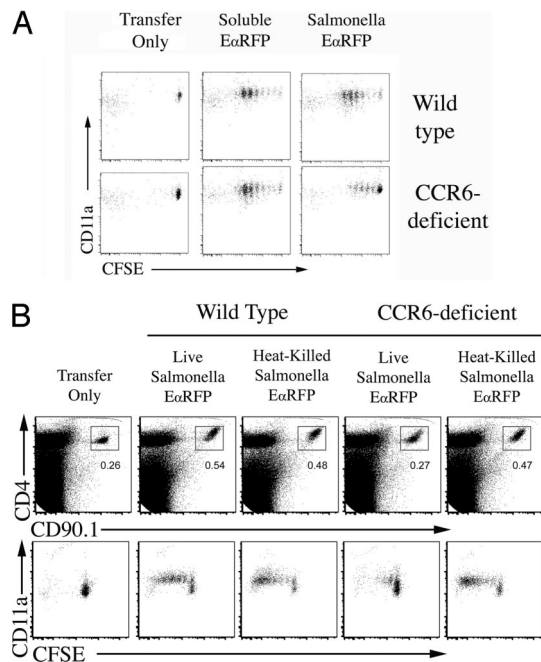 A
Transfer Only
Soluble EαRFP
Salmonella EαRFP
Wild type
CCR6-deficient
CD11a
CFSE
B
Wild Type
CCR6-deficient
Transfer Only
Live Salmonella EαRFP
Heat-Killed Salmonella EαRFP
Live Salmonella EαRFP
Heat-Killed Salmonella EαRFP
CD4
0.26
0.54
0.48
0.27
0.47
CD90.1
CD11a
CFSE